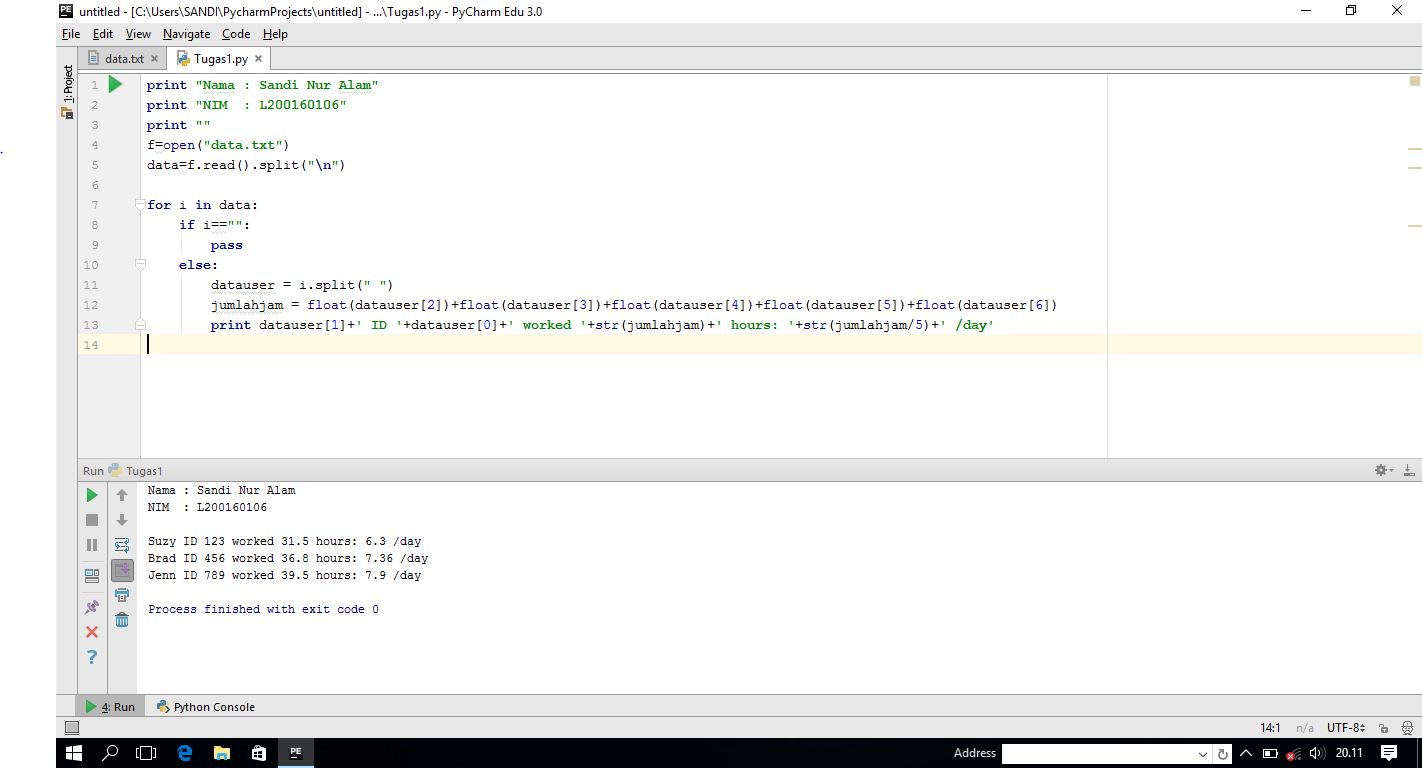 untitled - [C:\Users\SANDI\PycharmProjects\untitled] - ...\Tugas1.py - PyCharm Edu 3.0
File Edit View Navigate Code Help
data.txt Tugas1.py
1: Project
1 print "Nama : Sandi Nur Alam"
2 print "NIM  : L200160106"
3 print ""
4 f=open("data.txt")
5 data=f.read().split("\n")
6
7 for i in data:
8     if i=="":
9         pass
10     else:
11         datauser = i.split(" ")
12         jumlahjam = float(datauser[2])+float(datauser[3])+float(datauser[4])+float(datauser[5])+float(datauser[6])
13         print datauser[1]+' ID '+datauser[0]+' worked '+str(jumlahjam)+' hours: '+str(jumlahjam/5)+' /day'
14
Run Tugas1
Nama : Sandi Nur Alam
NIM  : L200160106
Suzy ID 123 worked 31.5 hours: 6.3 /day
Brad ID 456 worked 36.8 hours: 7.36 /day
Jenn ID 789 worked 39.5 hours: 7.9 /day
Process finished with exit code 0
4: Run Python Console
14:1 n/a UTF-8
PE Address 20.11